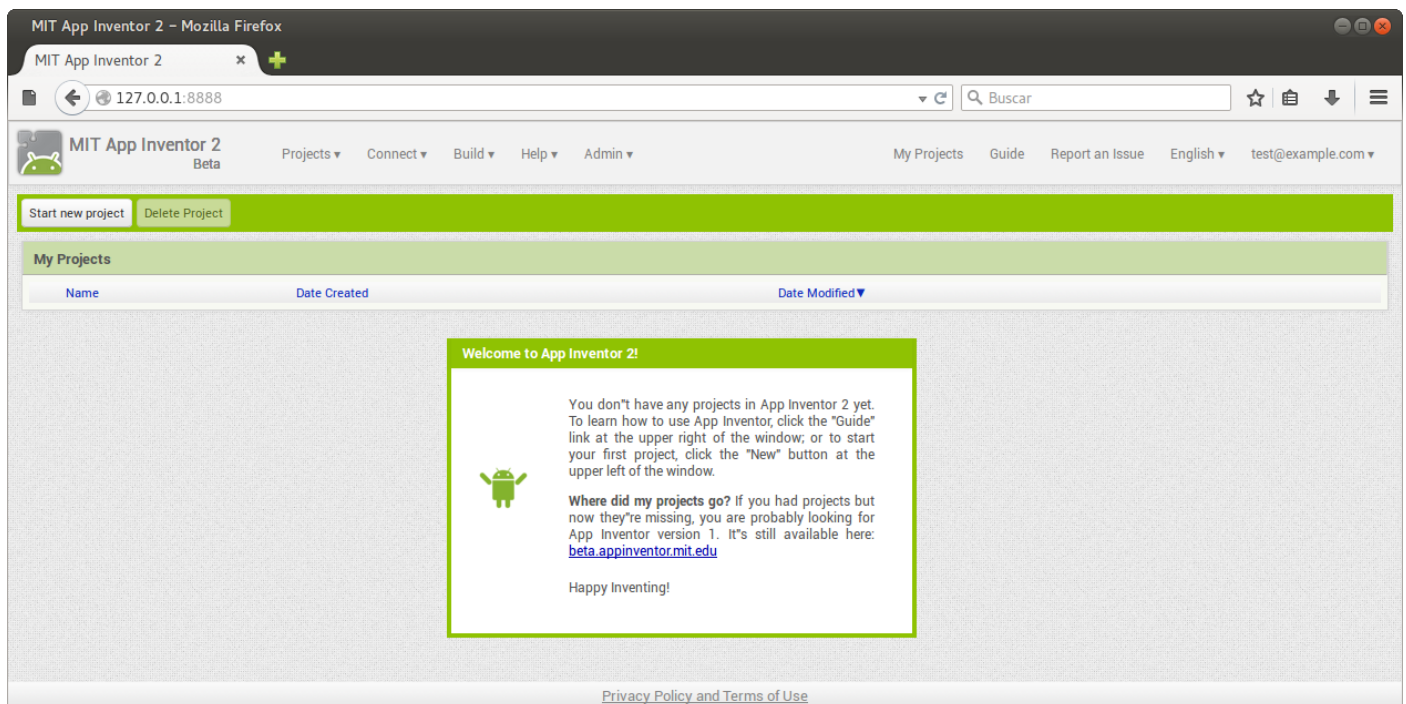 MIT App Inventor 2 – Mozilla Firefox
MIT App Inventor 2
127.0.0.1:8888
Buscar
MIT App Inventor 2
Beta
Projects ▾ Connect ▾ Build ▾ Help ▾ Admin ▾ My Projects Guide Report an Issue English ▾ test@example.com ▾
Start new project Delete Project
My Projects
Name Date Created Date Modified▼
Welcome to App Inventor 2!
You don"t have any projects in App Inventor 2 yet.
To learn how to use App Inventor, click the "Guide"
link at the upper right of the window; or to start
your first project, click the "New" button at the
upper left of the window.
Where did my projects go? If you had projects but
now they"re missing, you are probably looking for
App Inventor version 1. It"s still available here:
beta.appinventor.mit.edu
Happy Inventing!
Privacy Policy and Terms of Use